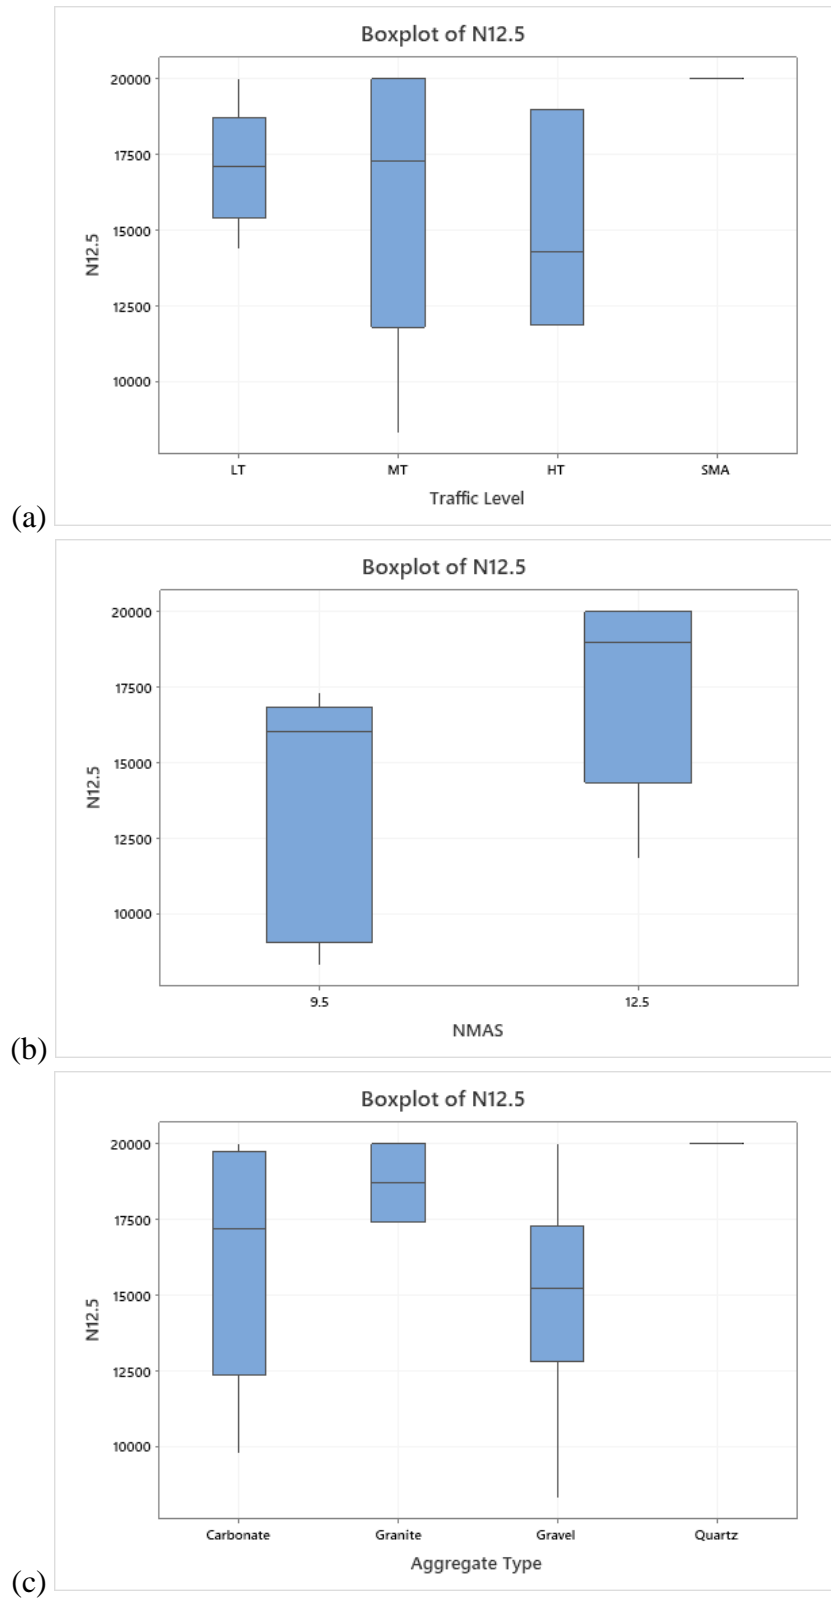 Boxplot of N12.5
20000
17500
15000
12500
10000
N12.5
LT MT HT SMA
Traffic Level
(a)
Boxplot of N12.5
20000
17500
15000
12500
10000
N12.5
9.5 12.5
NMAS
(b)
Boxplot of N12.5
20000
17500
15000
12500
10000
N12.5
Carbonate Granite Gravel Quartz
Aggregate Type
(c)